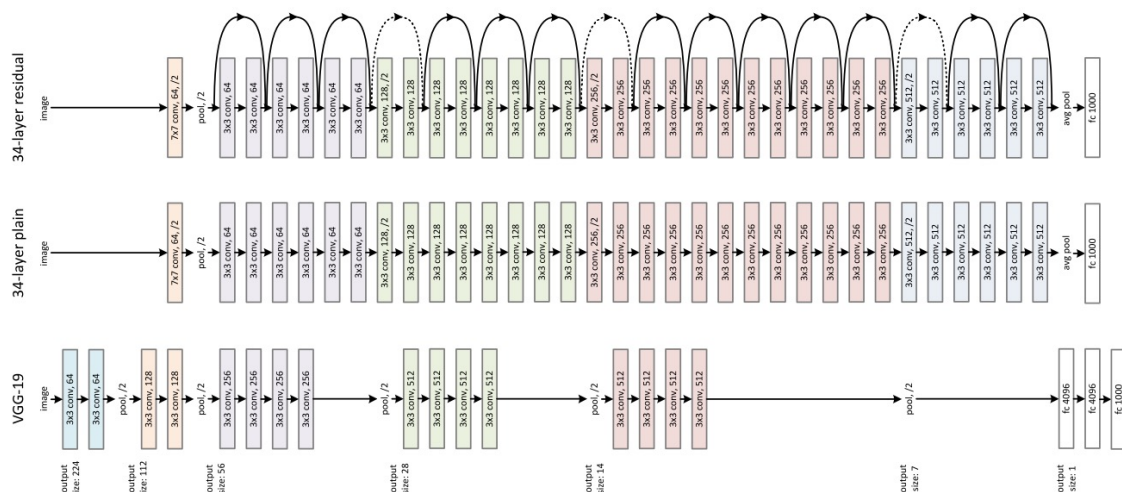 34-layer residual
image
7x7 conv, 64, /2
pool, /2
3x3 conv, 64
3x3 conv, 64
3x3 conv, 64
3x3 conv, 64
3x3 conv, 64
3x3 conv, 64
3x3 conv, 128, /2
3x3 conv, 128
3x3 conv, 128
3x3 conv, 128
3x3 conv, 128
3x3 conv, 128
3x3 conv, 128
3x3 conv, 128
3x3 conv, 256, /2
3x3 conv, 256
3x3 conv, 256
3x3 conv, 256
3x3 conv, 256
3x3 conv, 256
3x3 conv, 256
3x3 conv, 256
3x3 conv, 256
3x3 conv, 256
3x3 conv, 256
3x3 conv, 256
3x3 conv, 512, /2
3x3 conv, 512
3x3 conv, 512
3x3 conv, 512
3x3 conv, 512
3x3 conv, 512
avg pool
fc 1000
34-layer plain
image
7x7 conv, 64, /2
pool, /2
3x3 conv, 64
3x3 conv, 64
3x3 conv, 64
3x3 conv, 64
3x3 conv, 64
3x3 conv, 64
3x3 conv, 128, /2
3x3 conv, 128
3x3 conv, 128
3x3 conv, 128
3x3 conv, 128
3x3 conv, 128
3x3 conv, 128
3x3 conv, 128
3x3 conv, 256, /2
3x3 conv, 256
3x3 conv, 256
3x3 conv, 256
3x3 conv, 256
3x3 conv, 256
3x3 conv, 256
3x3 conv, 256
3x3 conv, 256
3x3 conv, 256
3x3 conv, 256
3x3 conv, 256
3x3 conv, 512, /2
3x3 conv, 512
3x3 conv, 512
3x3 conv, 512
3x3 conv, 512
3x3 conv, 512
avg pool
fc 1000
VGG-19
image
3x3 conv, 64
3x3 conv, 64
pool, /2
3x3 conv, 128
3x3 conv, 128
pool, /2
3x3 conv, 256
3x3 conv, 256
3x3 conv, 256
3x3 conv, 256
pool, /2
3x3 conv, 512
3x3 conv, 512
3x3 conv, 512
3x3 conv, 512
pool, /2
3x3 conv, 512
3x3 conv, 512
3x3 conv, 512
3x3 conv, 512
pool, /2
fc 4096
fc 4096
fc 1000
output
size: 224
output
size: 112
output
size: 56
output
size: 28
output
size: 14
output
size: 7
output
size: 1